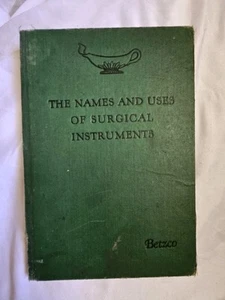 THE NAMES AND USES
OF SURGICAL
INSTRUMENTS
Betzco